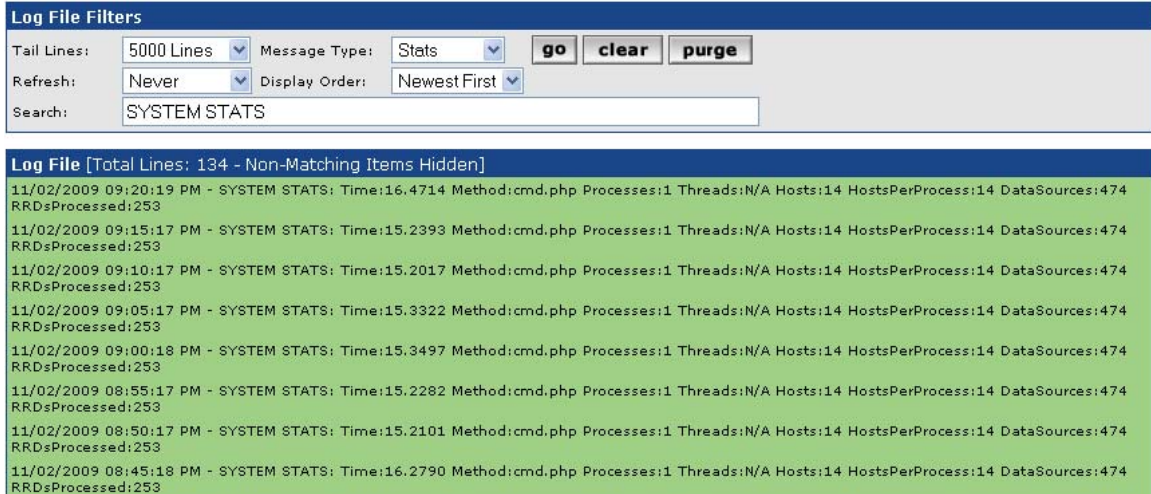 Log File Filters
Tail Lines: 5000 Lines Message Type: Stats go clear purge
Refresh: Never Display Order: Newest First
Search: SYSTEM STATS
Log File [Total Lines: 134 - Non-Matching Items Hidden]
11/02/2009 09:20:19 PM - SYSTEM STATS: Time:16.4714 Method:cmd.php Processes:1 Threads:N/A Hosts:14 HostsPerProcess:14 DataSources:474
RRDsProcessed:253
11/02/2009 09:15:17 PM - SYSTEM STATS: Time:15.2393 Method:cmd.php Processes:1 Threads:N/A Hosts:14 HostsPerProcess:14 DataSources:474
RRDsProcessed:253
11/02/2009 09:10:17 PM - SYSTEM STATS: Time:15.2017 Method:cmd.php Processes:1 Threads:N/A Hosts:14 HostsPerProcess:14 DataSources:474
RRDsProcessed:253
11/02/2009 09:05:17 PM - SYSTEM STATS: Time:15.3322 Method:cmd.php Processes:1 Threads:N/A Hosts:14 HostsPerProcess:14 DataSources:474
RRDsProcessed:253
11/02/2009 09:00:18 PM - SYSTEM STATS: Time:15.3497 Method:cmd.php Processes:1 Threads:N/A Hosts:14 HostsPerProcess:14 DataSources:474
RRDsProcessed:253
11/02/2009 08:55:17 PM - SYSTEM STATS: Time:15.2282 Method:cmd.php Processes:1 Threads:N/A Hosts:14 HostsPerProcess:14 DataSources:474
RRDsProcessed:253
11/02/2009 08:50:17 PM - SYSTEM STATS: Time:15.2101 Method:cmd.php Processes:1 Threads:N/A Hosts:14 HostsPerProcess:14 DataSources:474
RRDsProcessed:253
11/02/2009 08:45:18 PM - SYSTEM STATS: Time:16.2790 Method:cmd.php Processes:1 Threads:N/A Hosts:14 HostsPerProcess:14 DataSources:474
RRDsProcessed:253